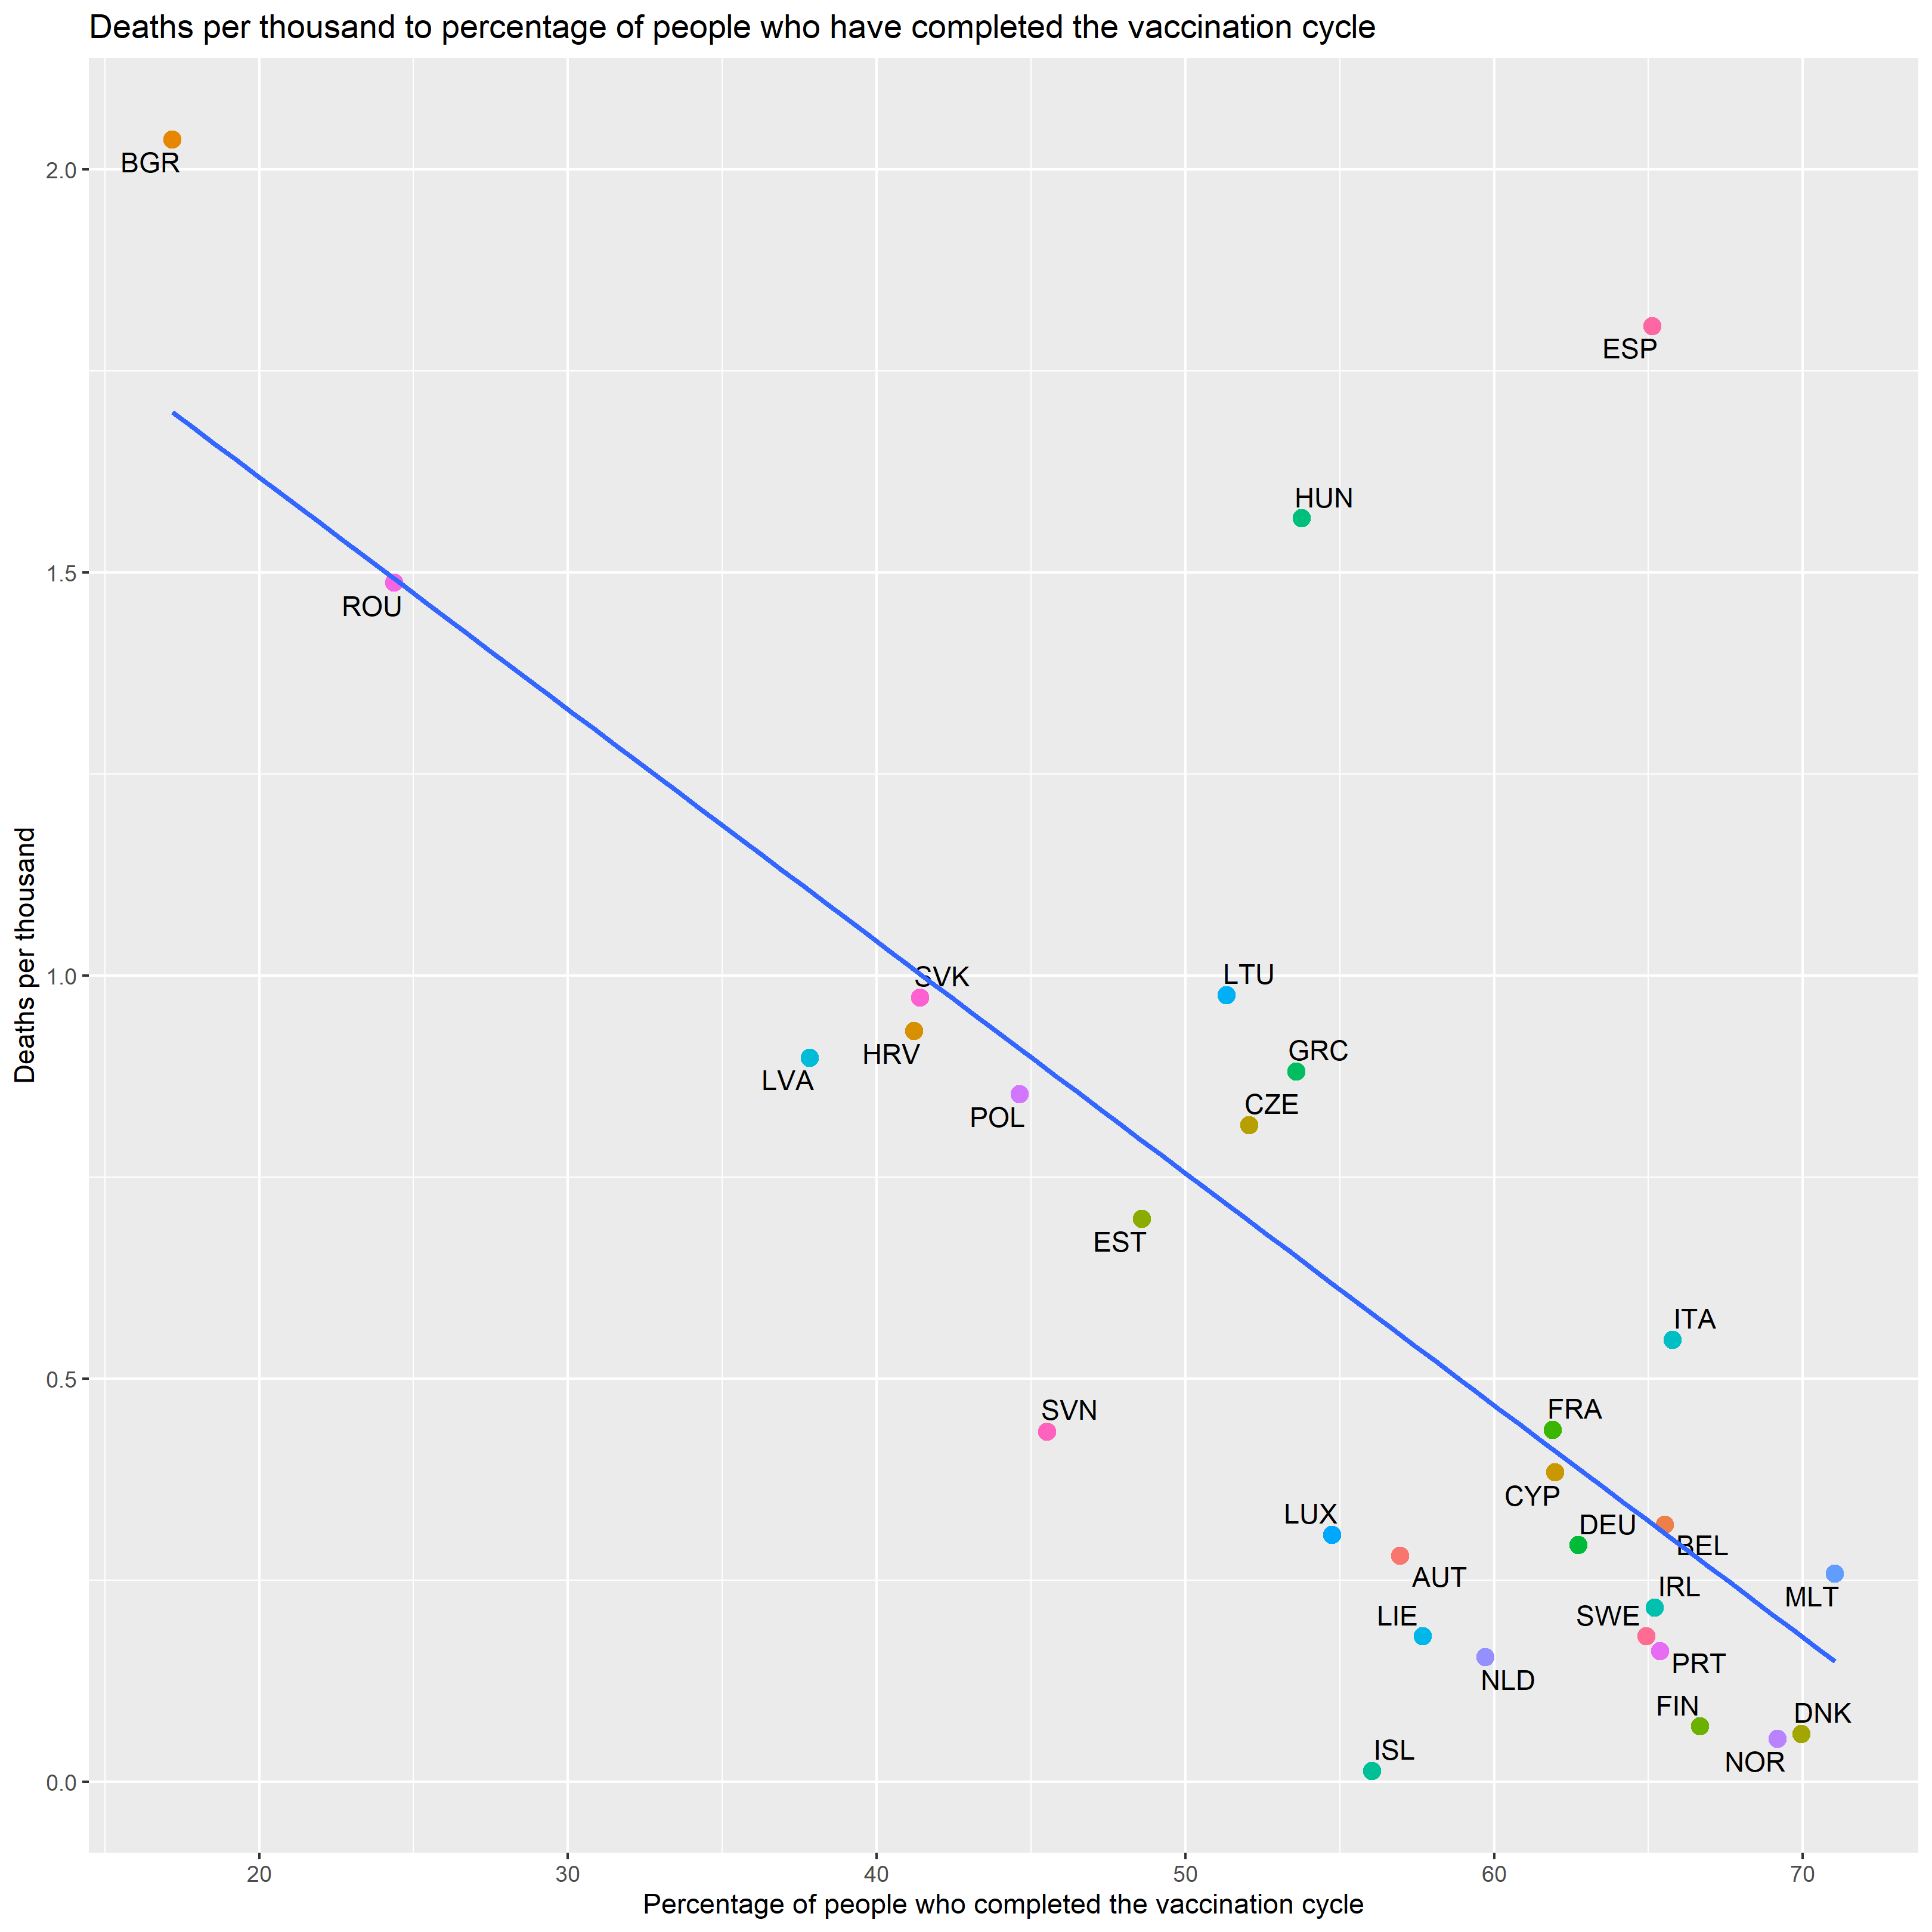 Deaths per thousand to percentage of people who have completed the vaccination cycle
BGR
2.0
ESP
HUN
1.5
ROU
SVK
LTU
1.0
HRV
GRC
LVA
CZE
POL
EST
ITA
0.5
SVN
FRA
CYP
LUX
DEU
BEL
AUT
IRL
MLT
LIE
SWE
PRT
NLD
FIN
DNK
ISL
NOR
0.0
Deaths per thousand
20 30 40 50 60 70
Percentage of people who completed the vaccination cycle